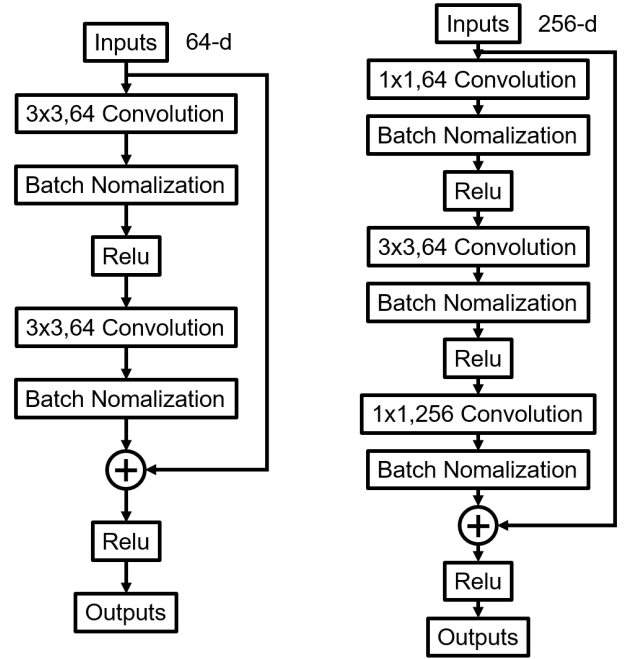 Inputs 64-d
3x3,64 Convolution
Batch Nomalization
Relu
3x3,64 Convolution
Batch Nomalization
Relu
Outputs
Inputs 256-d
1x1,64 Convolution
Batch Nomalization
Relu
3x3,64 Convolution
Batch Nomalization
Relu
1x1,256 Convolution
Batch Nomalization
Relu
Outputs